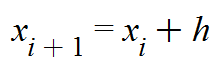 x_{i+1} = x_i + h